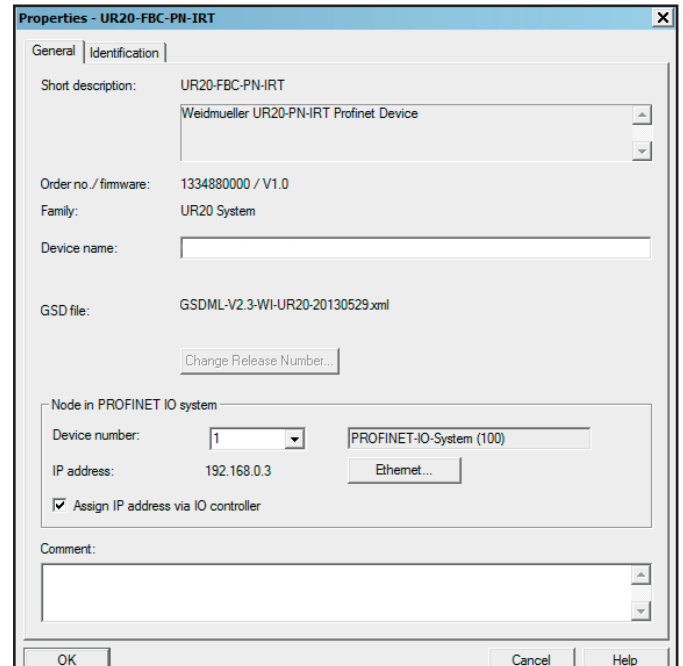 Properties - UR20-FBC-PN-IRT
General
Identification
Short description: UR20-FBC-PN-IRT
Weidmueller UR20-PN-IRT Profinet Device
Order no./ firmware: 1334880000 / V1.0
Family: UR20 System
Device name:
GSD file: GSDML-V2.3-WI-UR20-20130529.xml
Change Release Number...
Node in PROFINET IO system
Device number: 1 PROFINET-IO-System (100)
IP address: 192.168.0.3 Ethernet...
Assign IP address via IO controller
Comment:
OK Cancel Help